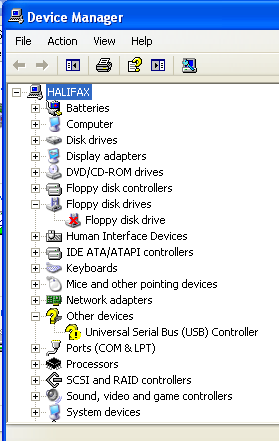 Device Manager
File Action View Help
HALIFAX
Batteries
Computer
Disk drives
Display adapters
DVD/CD-ROM drives
Floppy disk controllers
Floppy disk drives
Floppy disk drive
Human Interface Devices
IDE ATA/ATAPI controllers
Keyboards
Mice and other pointing devices
Network adapters
Other devices
Universal Serial Bus (USB) Controller
Ports (COM & LPT)
Processors
SCSI and RAID controllers
Sound, video and game controllers
System devices